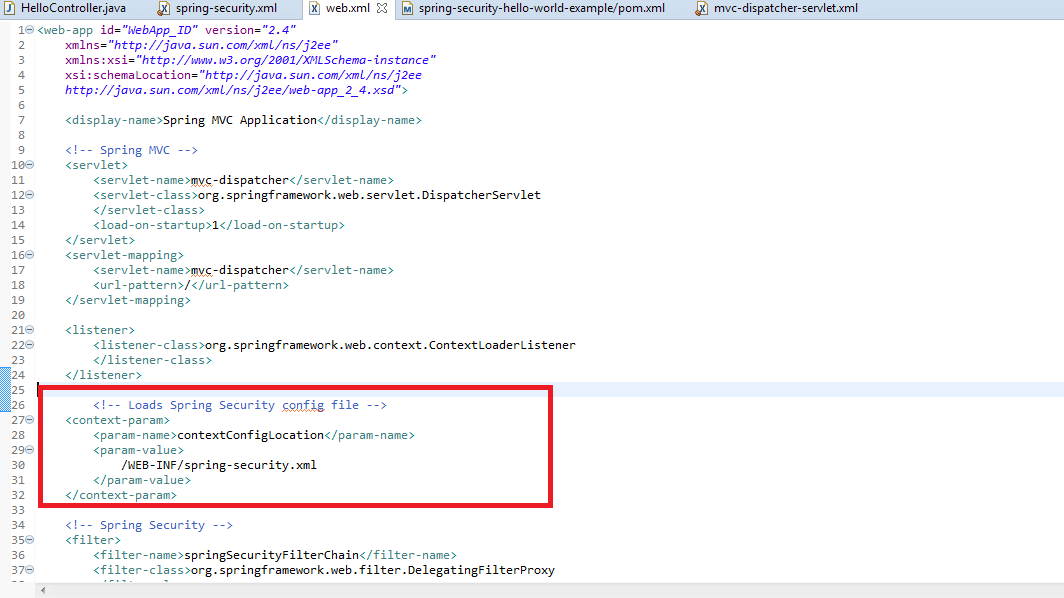 HelloController.java spring-security.xml web.xml spring-security-hello-world-example/pom.xml mvc-dispatcher-servlet.xml
1 <web-app id="WebApp_ID" version="2.4"
2 xmlns="http://java.sun.com/xml/ns/j2ee"
3 xmlns:xsi="http://www.w3.org/2001/XMLSchema-instance"
4 xsi:schemaLocation="http://java.sun.com/xml/ns/j2ee
5 http://java.sun.com/xml/ns/j2ee/web-app_2_4.xsd">
6
7 <display-name>Spring MVC Application</display-name>
8
9 <!-- Spring MVC -->
10 <servlet>
11 <servlet-name>mvc-dispatcher</servlet-name>
12 <servlet-class>org.springframework.web.servlet.DispatcherServlet
13 </servlet-class>
14 <load-on-startup>1</load-on-startup>
15 </servlet>
16 <servlet-mapping>
17 <servlet-name>mvc-dispatcher</servlet-name>
18 <url-pattern>/</url-pattern>
19 </servlet-mapping>
20
21 <listener>
22 <listener-class>org.springframework.web.context.ContextLoaderListener
23 </listener-class>
24 </listener>
25
26 <!-- Loads Spring Security config file -->
27 <context-param>
28 <param-name>contextConfigLocation</param-name>
29 <param-value>
30 /WEB-INF/spring-security.xml
31 </param-value>
32 </context-param>
33
34 <!-- Spring Security -->
35 <filter>
36 <filter-name>springSecurityFilterChain</filter-name>
37 <filter-class>org.springframework.web.filter.DelegatingFilterProxy